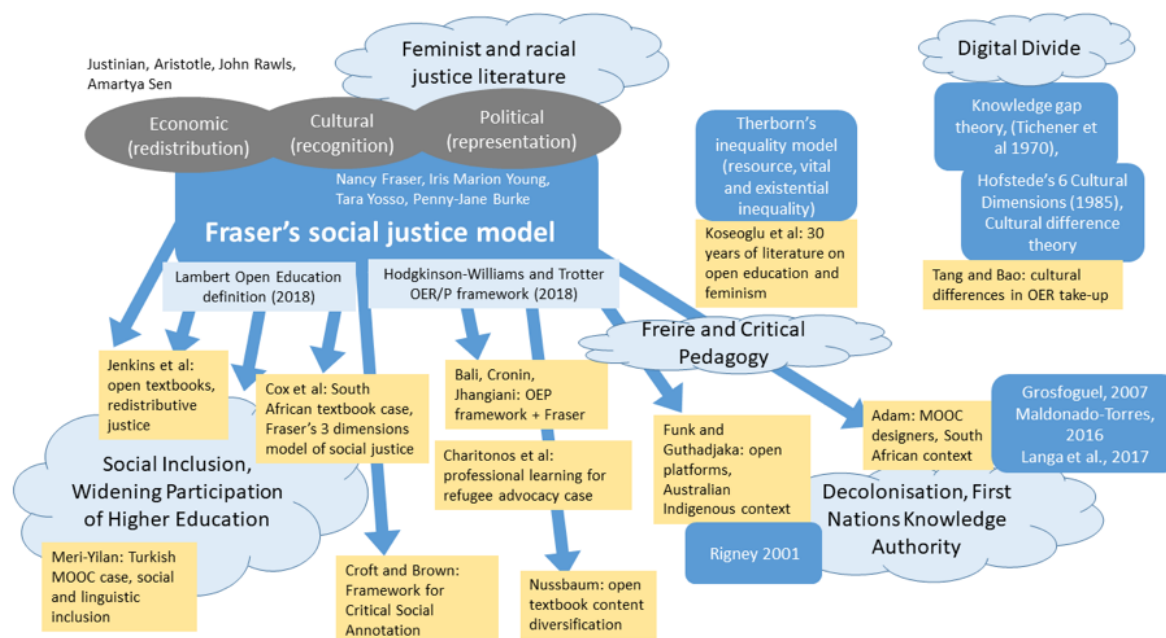 Feminist and racial
justice literature
Justinian, Aristotle, John Rawls,
Amartya Sen
Economic
(redistribution)
Cultural
(recognition)
Political
(representation)
Nancy Fraser, Iris Marion Young,
Tara Yosso, Penny-Jane Burke
Fraser's social justice model
Lambert Open Education
definition (2018)
Hodgkinson-Williams and Trotter
OER/P framework (2018)
Therborn's
inequality model
(resource, vital
and existential
inequality)
Koseoglu et al: 30
years of literature on
open education and
feminism
Digital Divide
Knowledge gap
theory, (Tichener et
al 1970),
Hofstede's 6 Cultural
Dimensions (1985),
Cultural difference
theory
Tang and Bao: cultural
differences in OER take-up
Freire and Critical
Pedagogy
Jenkins et al:
open textbooks,
redistributive
justice
Cox et al: South
African textbook case,
Fraser's 3 dimensions
model of social justice
Bali, Cronin,
Jhangiani: OEP
framework + Fraser
Charitonos et al:
professional learning for
refugee advocacy case
Funk and
Guthadjaka: open
platforms,
Australian
Indigenous context
Adam: MOOC
designers, South
African context
Grosfoguel, 2007
Maldonado-Torres,
2016
Langa et al., 2017
Social Inclusion,
Widening Participation
of Higher Education
Decolonisation, First
Nations Knowledge
Authority
Rigney 2001
Meri-Yilan: Turkish
MOOC case, social
and linguistic
inclusion
Croft and Brown:
Framework for
Critical Social
Annotation
Nussbaum: open
textbook content
diversification